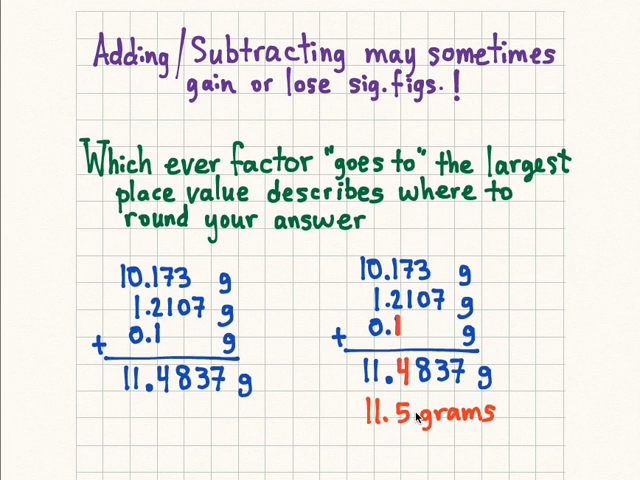 Adding/Subtracting may sometimes
gain or lose sig.figs.!
Which ever factor "goes to" the largest
place value describes where to
round your answer
10.173 g
1.2107 g
+ 0.1 g
11.4837 g
10.173 g
1.2107 g
+ 0.1 g
11.4837 g
11.5 grams